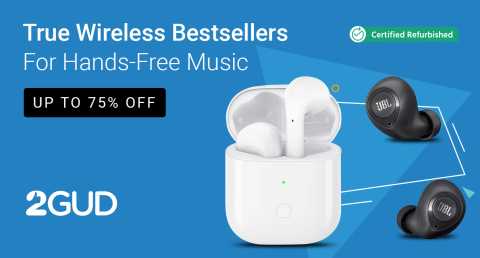 True Wireless Bestsellers
For Hands-Free Music
Certified Refurbished
UP TO 75% OFF
2GUD
JBL
JBL